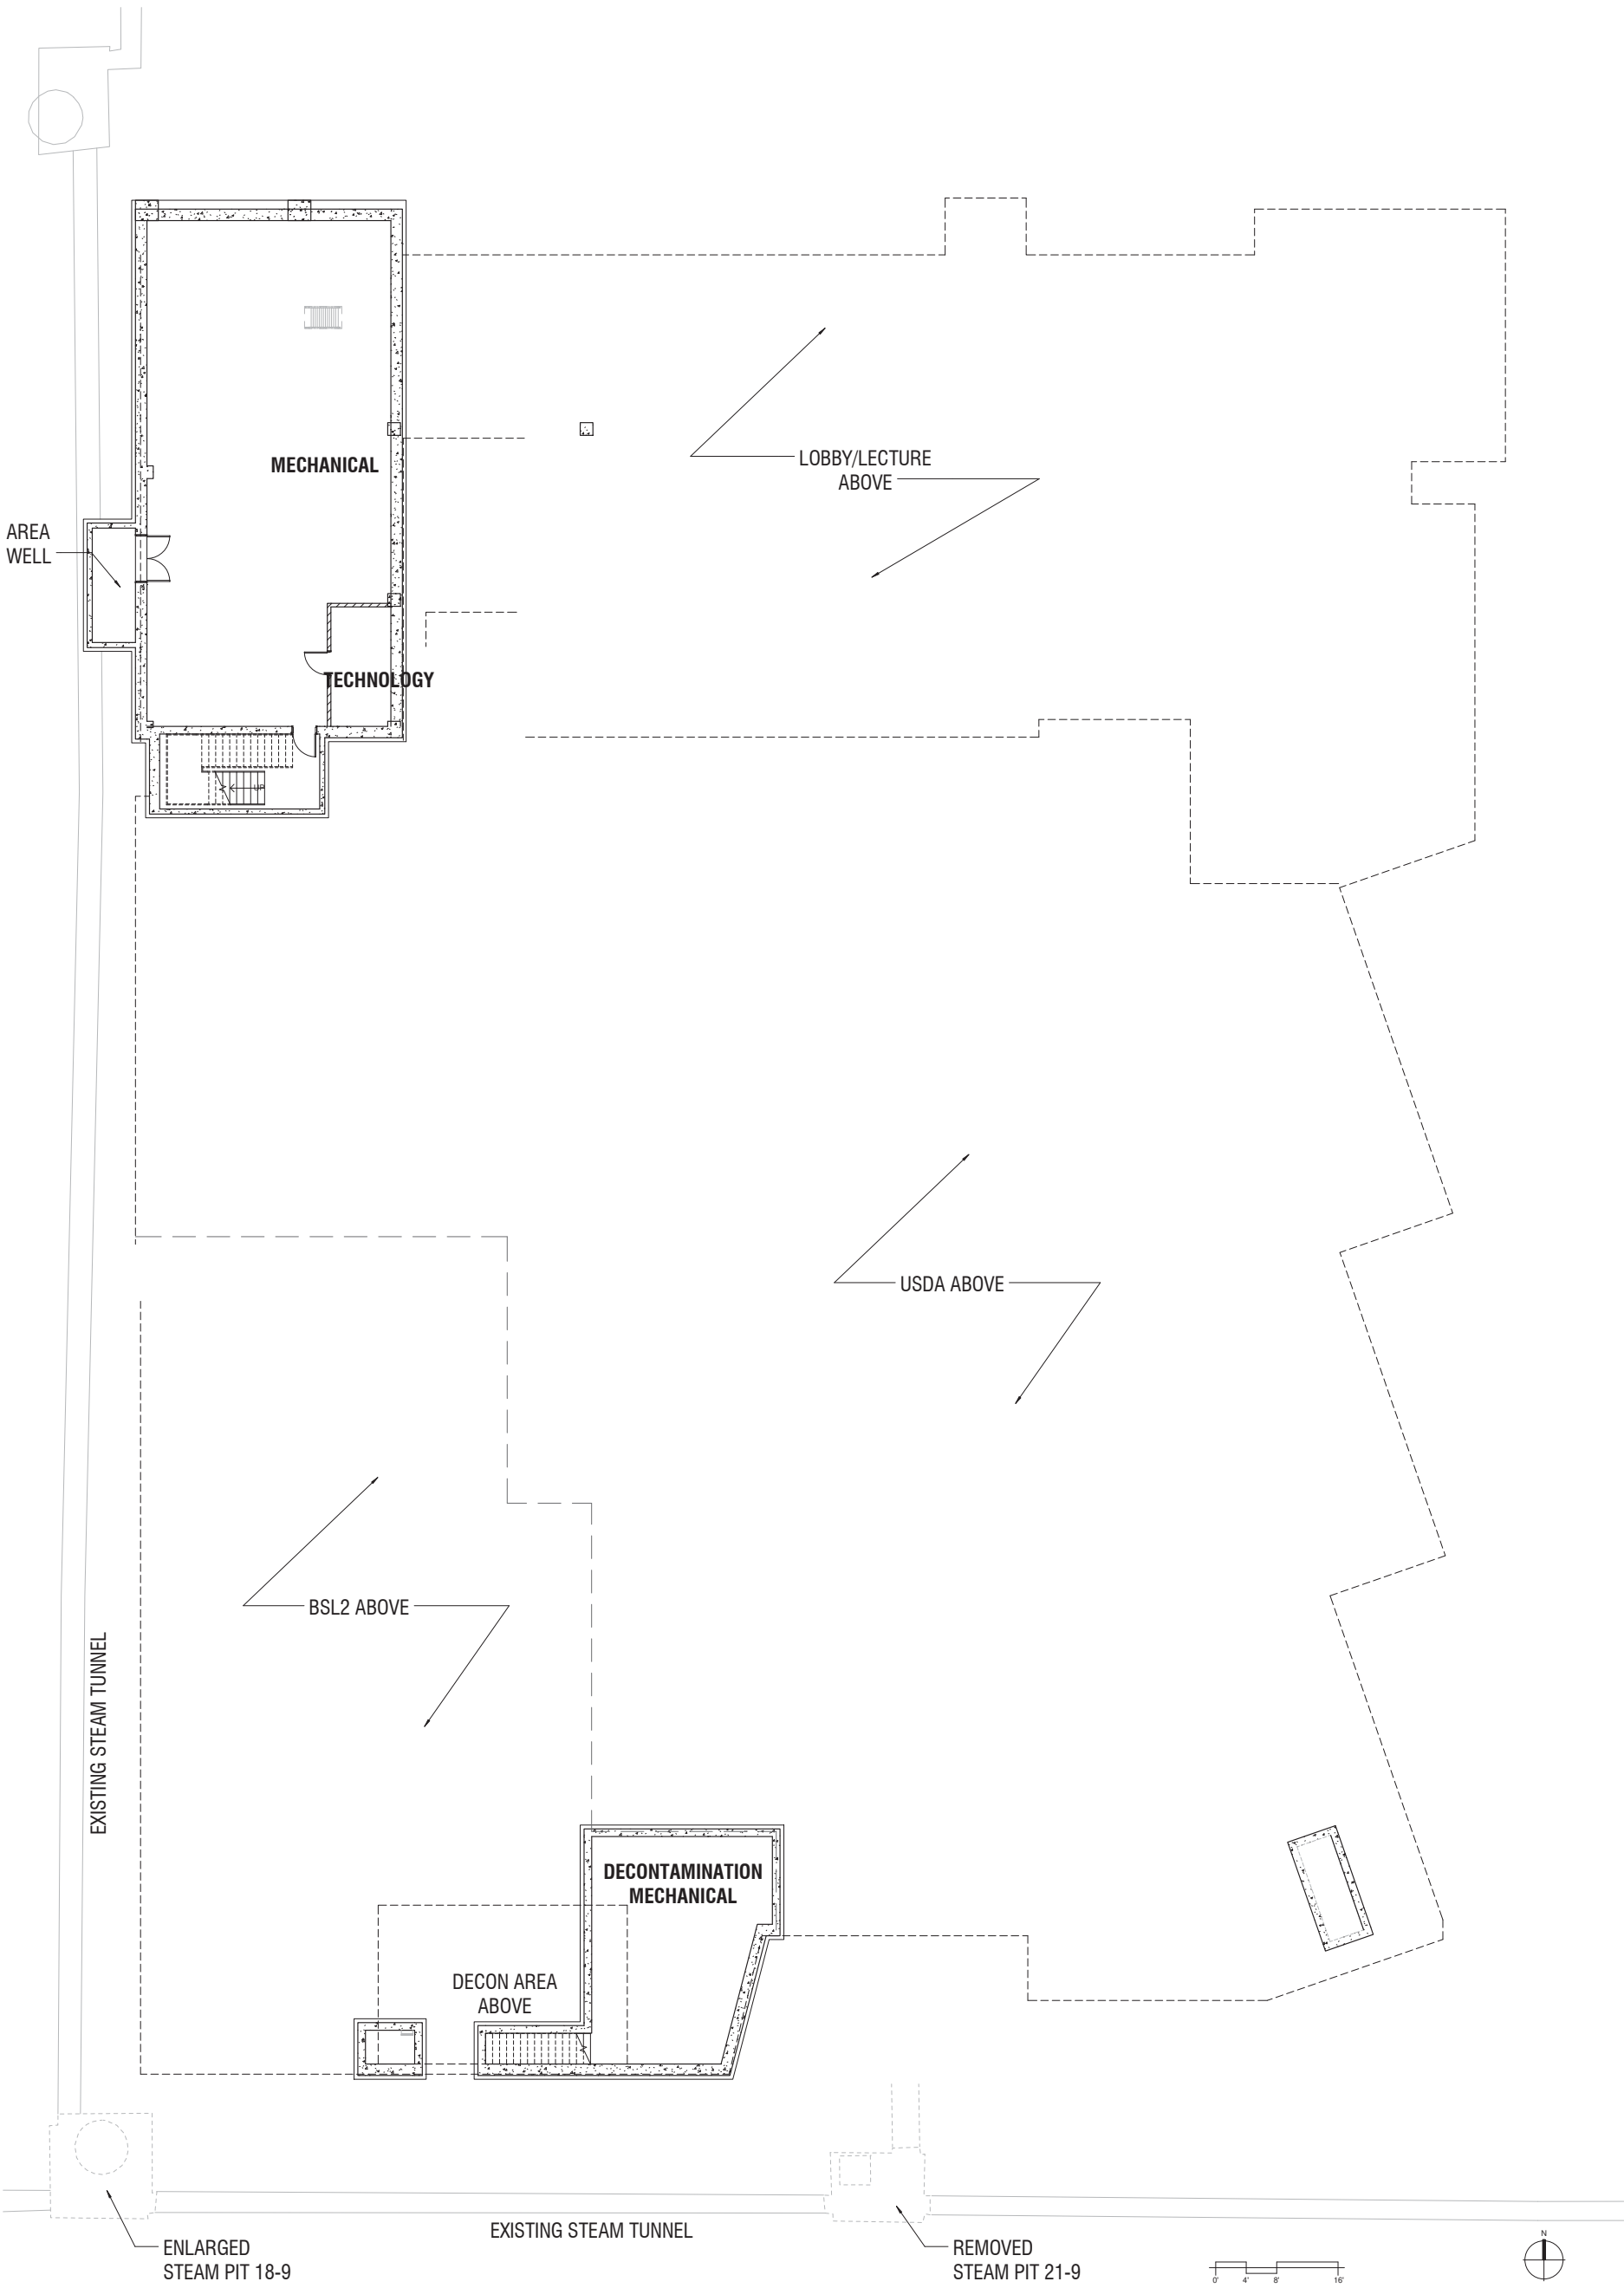 LOBBY/LECTURE
ABOVE
MECHANICAL
AREA
WELL
TECHNOLOGY
UP
USDA ABOVE
BSL2 ABOVE
EXISTING STEAM TUNNEL
DECONTAMINATION
MECHANICAL
DECON AREA
ABOVE
EXISTING STEAM TUNNEL
ENLARGED
STEAM PIT 18-9
REMOVED
STEAM PIT 21-9
0' 4' 8' 16'
N